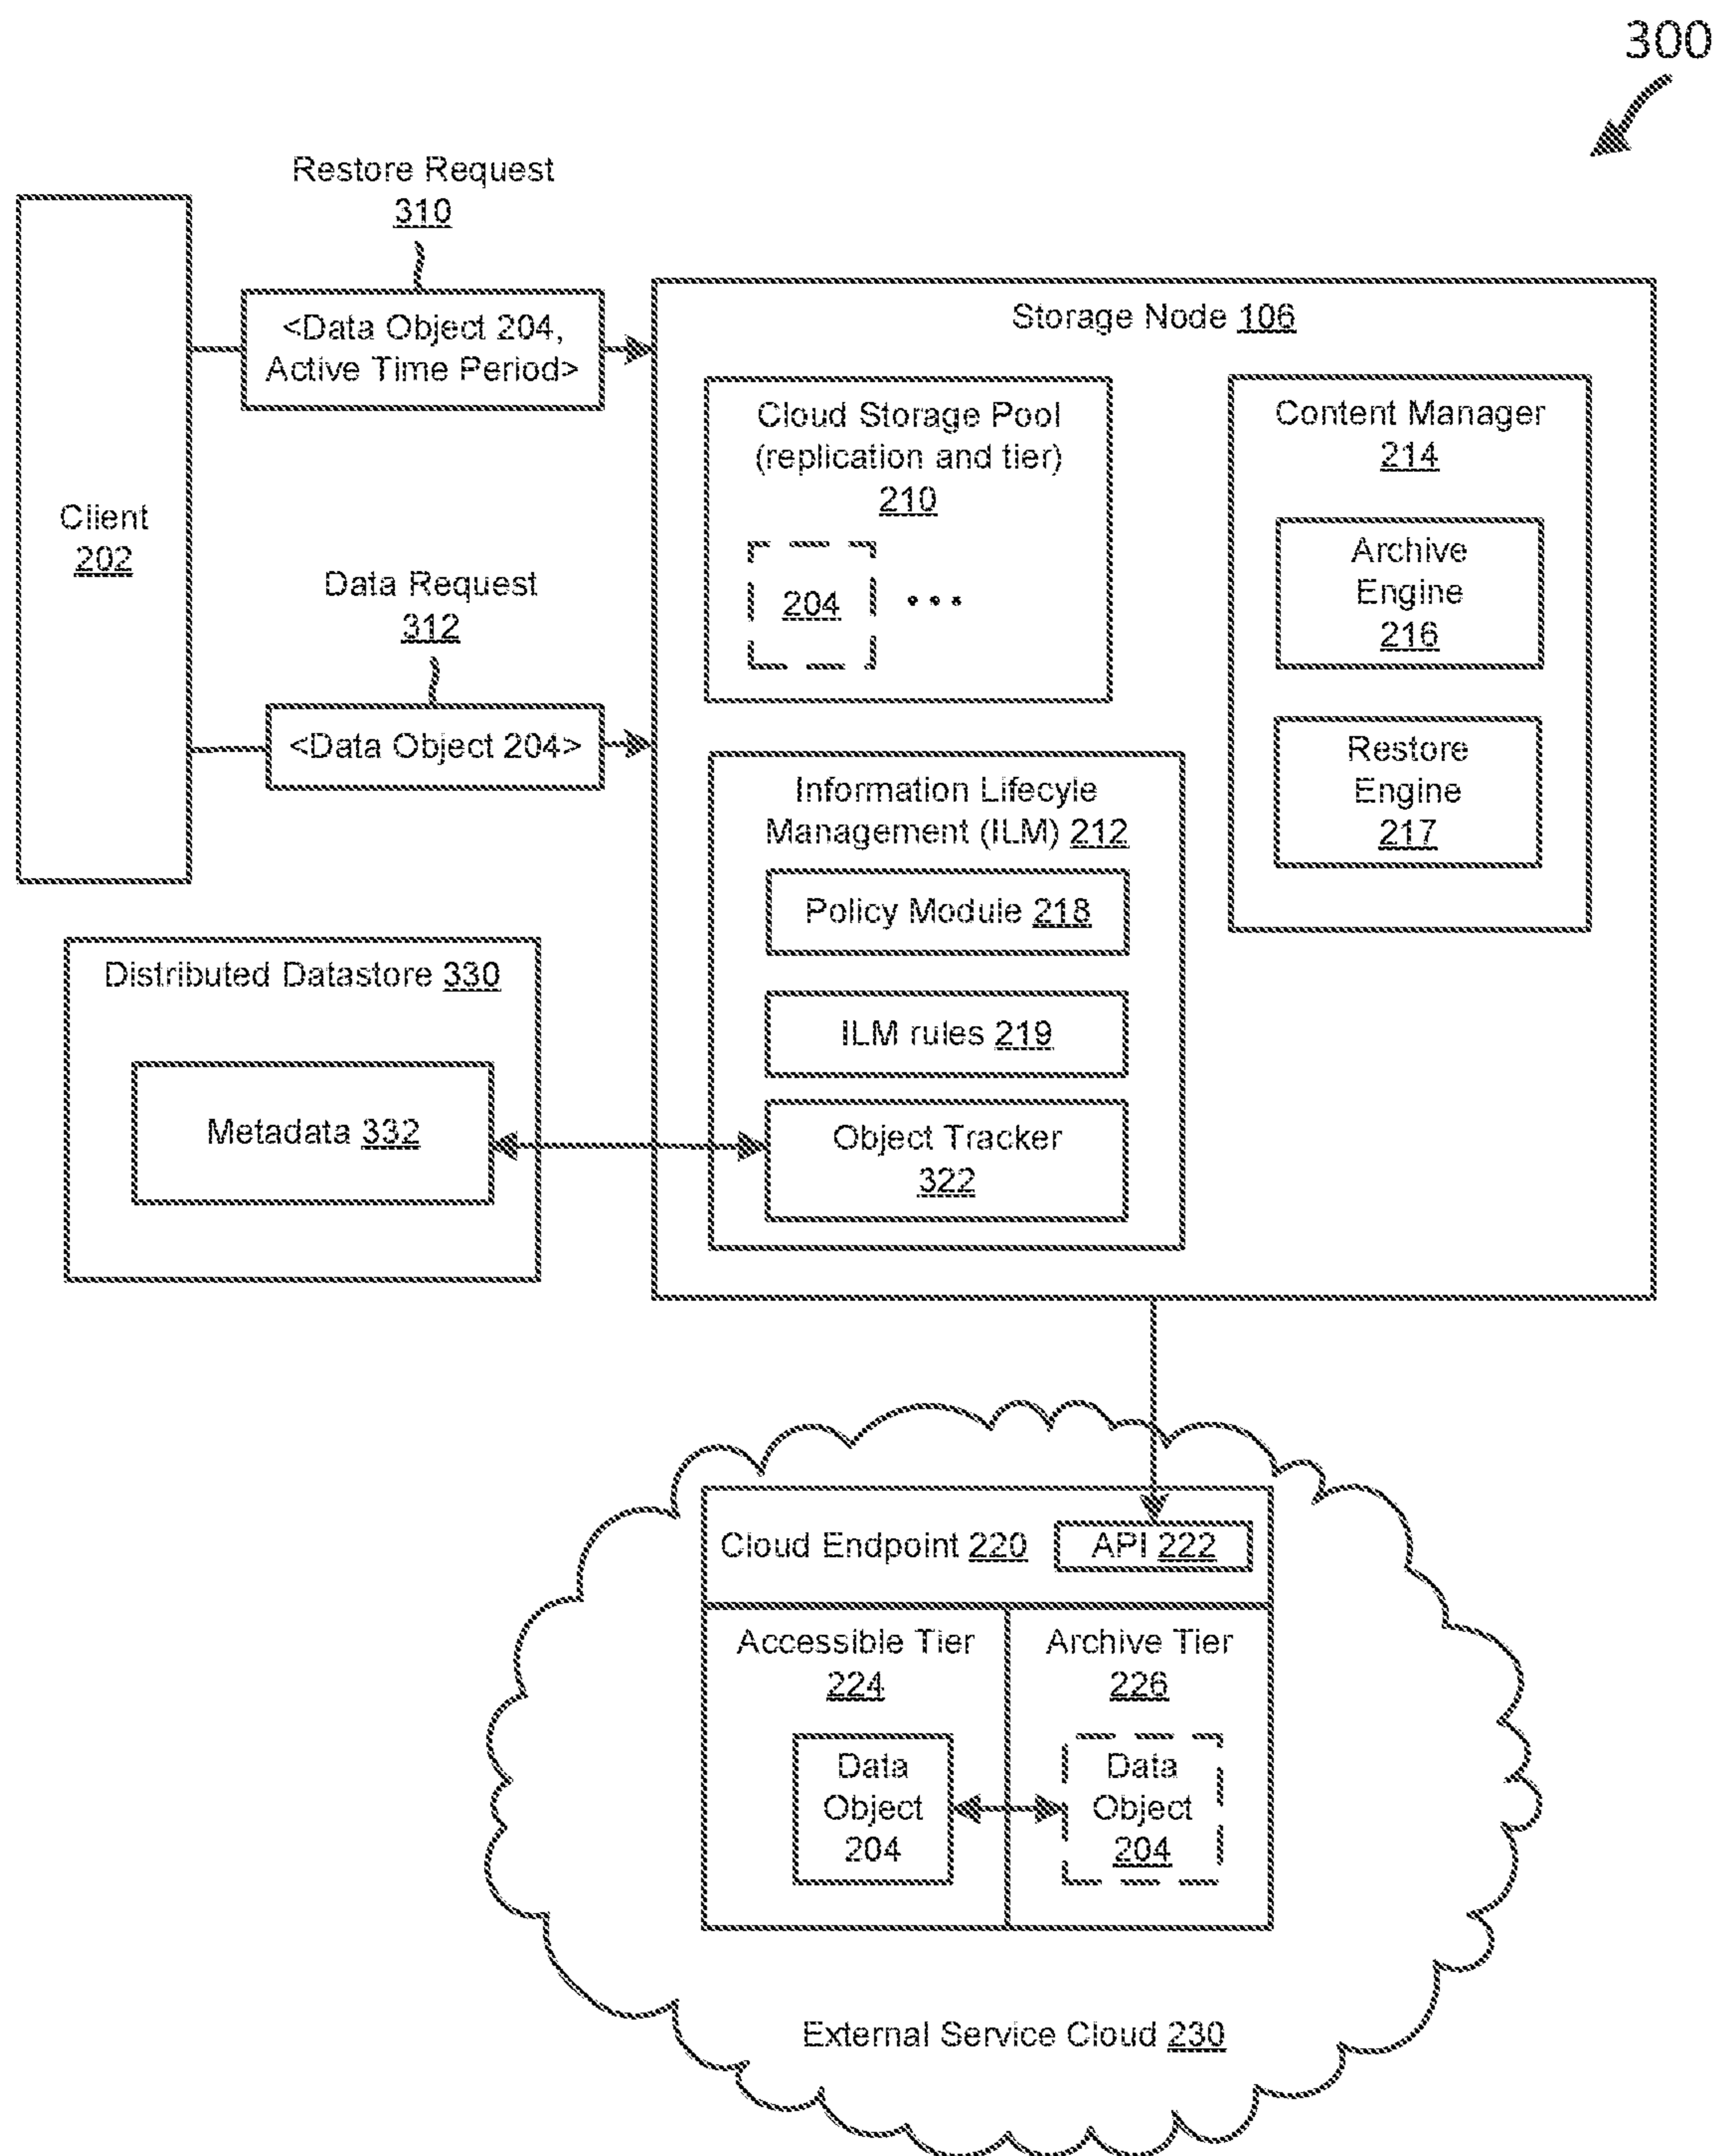 300
Restore Request
310
<Data Object 204,
Active Time Period>
Client
202
Data Request
312
<Data Object 204>
Storage Node 106
Cloud Storage Pool
(replication and tier)
210
204
Content Manager
214
Archive
Engine
216
Restore
Engine
217
Information Lifecyle
Management (ILM) 212
Policy Module 218
ILM rules 219
Object Tracker
322
Distributed Datastore 330
Metadata 332
Cloud Endpoint 220
API 222
Accessible Tier
224
Data
Object
204
Archive Tier
226
Data
Object
204
External Service Cloud 230